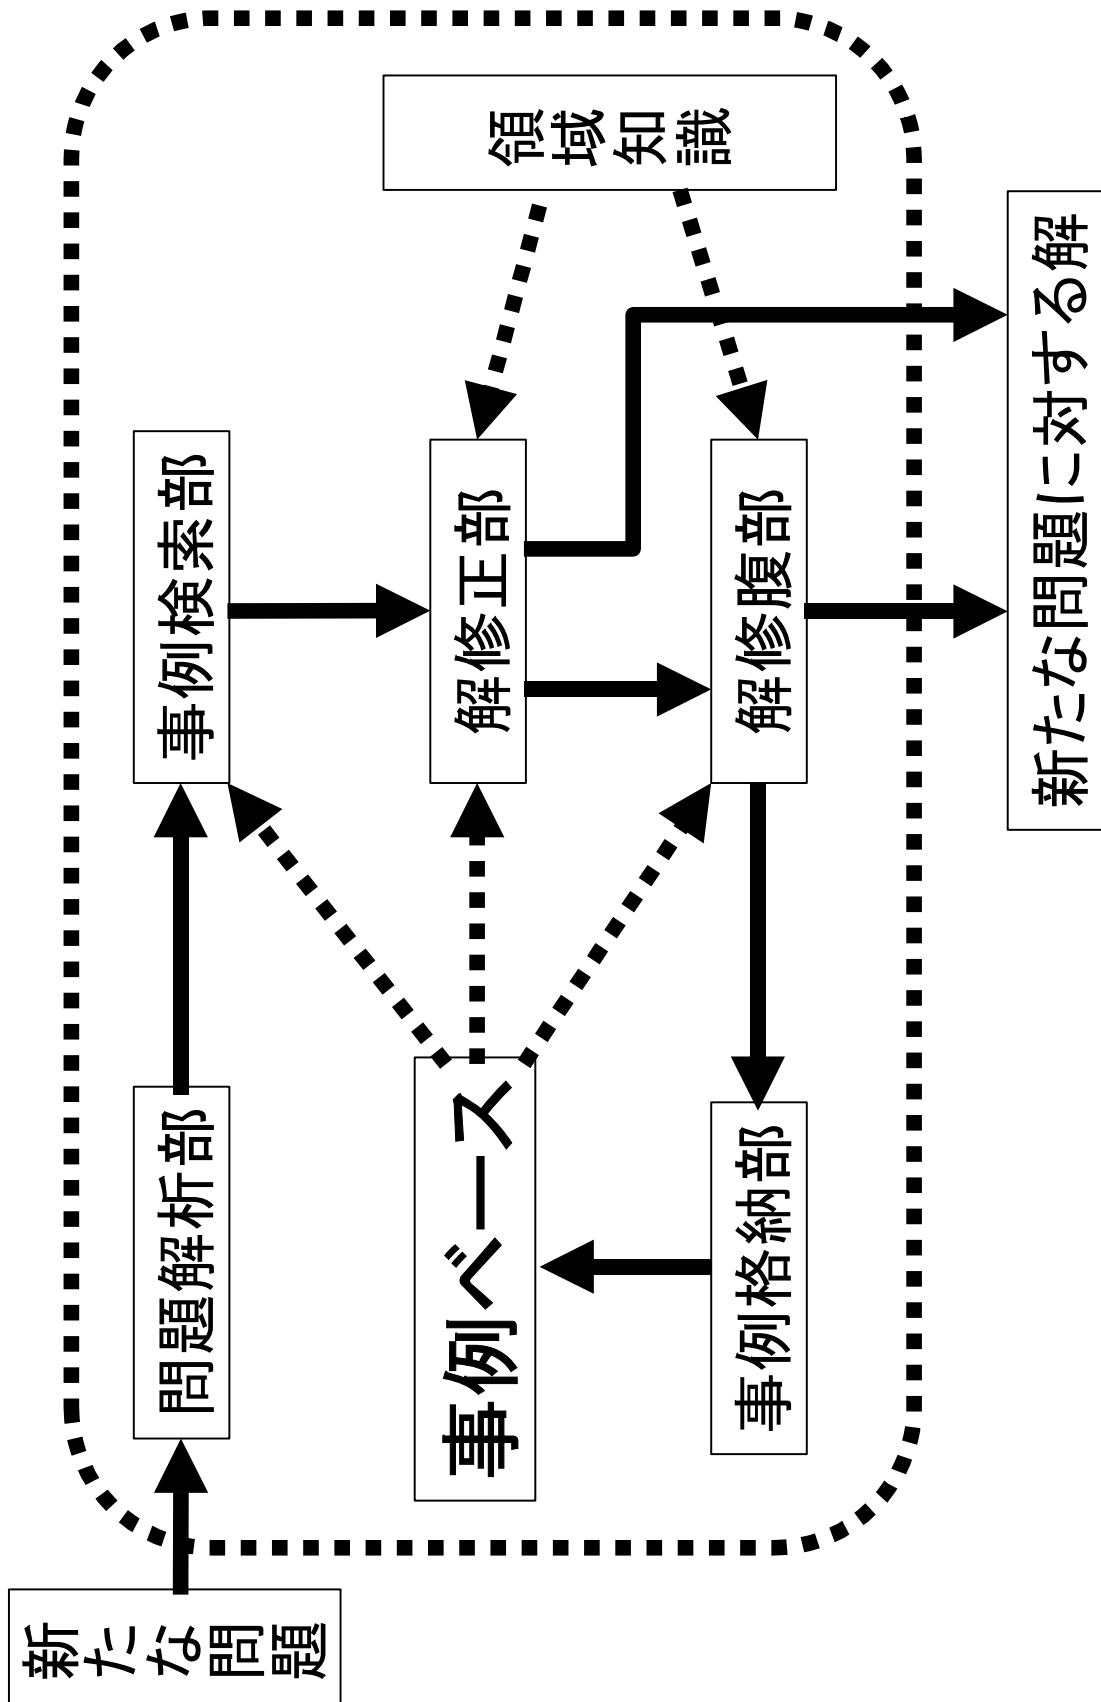 新たな問題
問題解析部
事例検索部
事例ベース
解修正部
領域知識
事例格納部
解修腹部
新たな問題に対する解